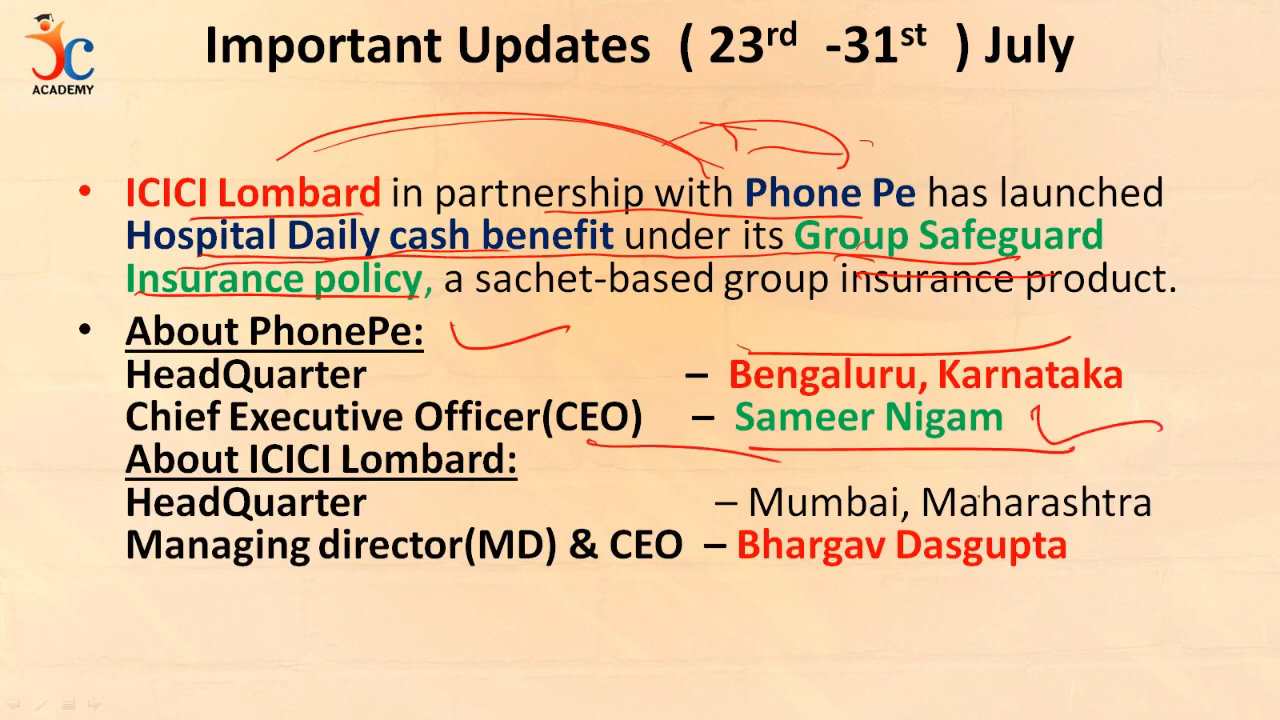 JC
ACADEMY
Important Updates ( 23rd -31st ) July
• ICICI Lombard in partnership with Phone Pe has launched
Hospital Daily cash benefit under its Group Safeguard
Insurance policy, a sachet-based group insurance product.
• About PhonePe:
HeadQuarter – Bengaluru, Karnataka
Chief Executive Officer(CEO) – Sameer Nigam
About ICICI Lombard:
HeadQuarter – Mumbai, Maharashtra
Managing director(MD) & CEO – Bhargav Dasgupta